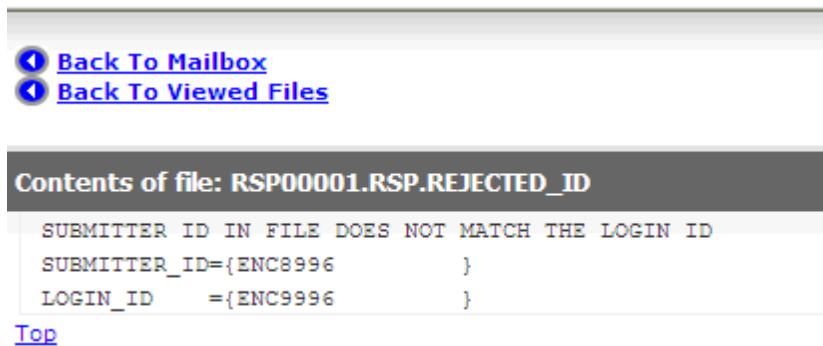 Back To Mailbox
Back To Viewed Files
Contents of file: RSP00001.RSP.REJECTED_ID
SUBMITTER ID IN FILE DOES NOT MATCH THE LOGIN ID
SUBMITTER_ID={ENC8996          }
LOGIN_ID    ={ENC9996          }
Top